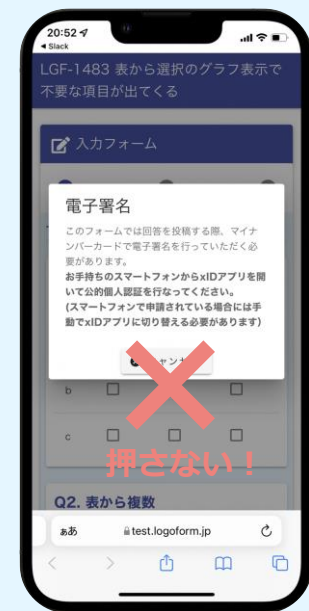 20:52
◀ Slack
LGF-1483 表から選択のグラフ表示で
不要な項目が出てくる
入力フォーム
電子署名
このフォームでは回答を投稿する際、マイナ
ンバーカードで電子署名を行っていただく必
要があります。
お手持ちのスマートフォンからxIDアプリを開
いて公的個人認証を行なってください。
(スマートフォンで申請されている場合には手
動でxIDアプリに切り替える必要があります)
b
c
押さない！
Q2. 表から複数
ぁあ
test.logoform.jp